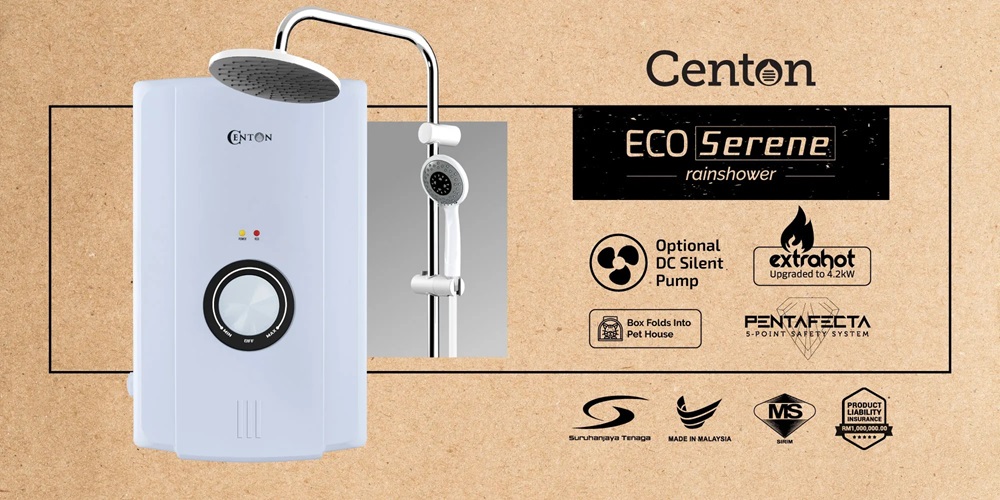 CENTON
POWER
ELB
MIN
OFF
MAX
Centon
ECO Serene
rainshower
Optional
DC Silent
Pump
extrahot
Upgraded to 4.2kW
Box Folds Into
Pet House
PENTAFECTA
5-POINT SAFETY SYSTEM
Suruhanjaya Tenaga
MADE IN MALAYSIA
MS
SIRIM
PRODUCT
LIABILITY
INSURANCE
RM1,000,000.00